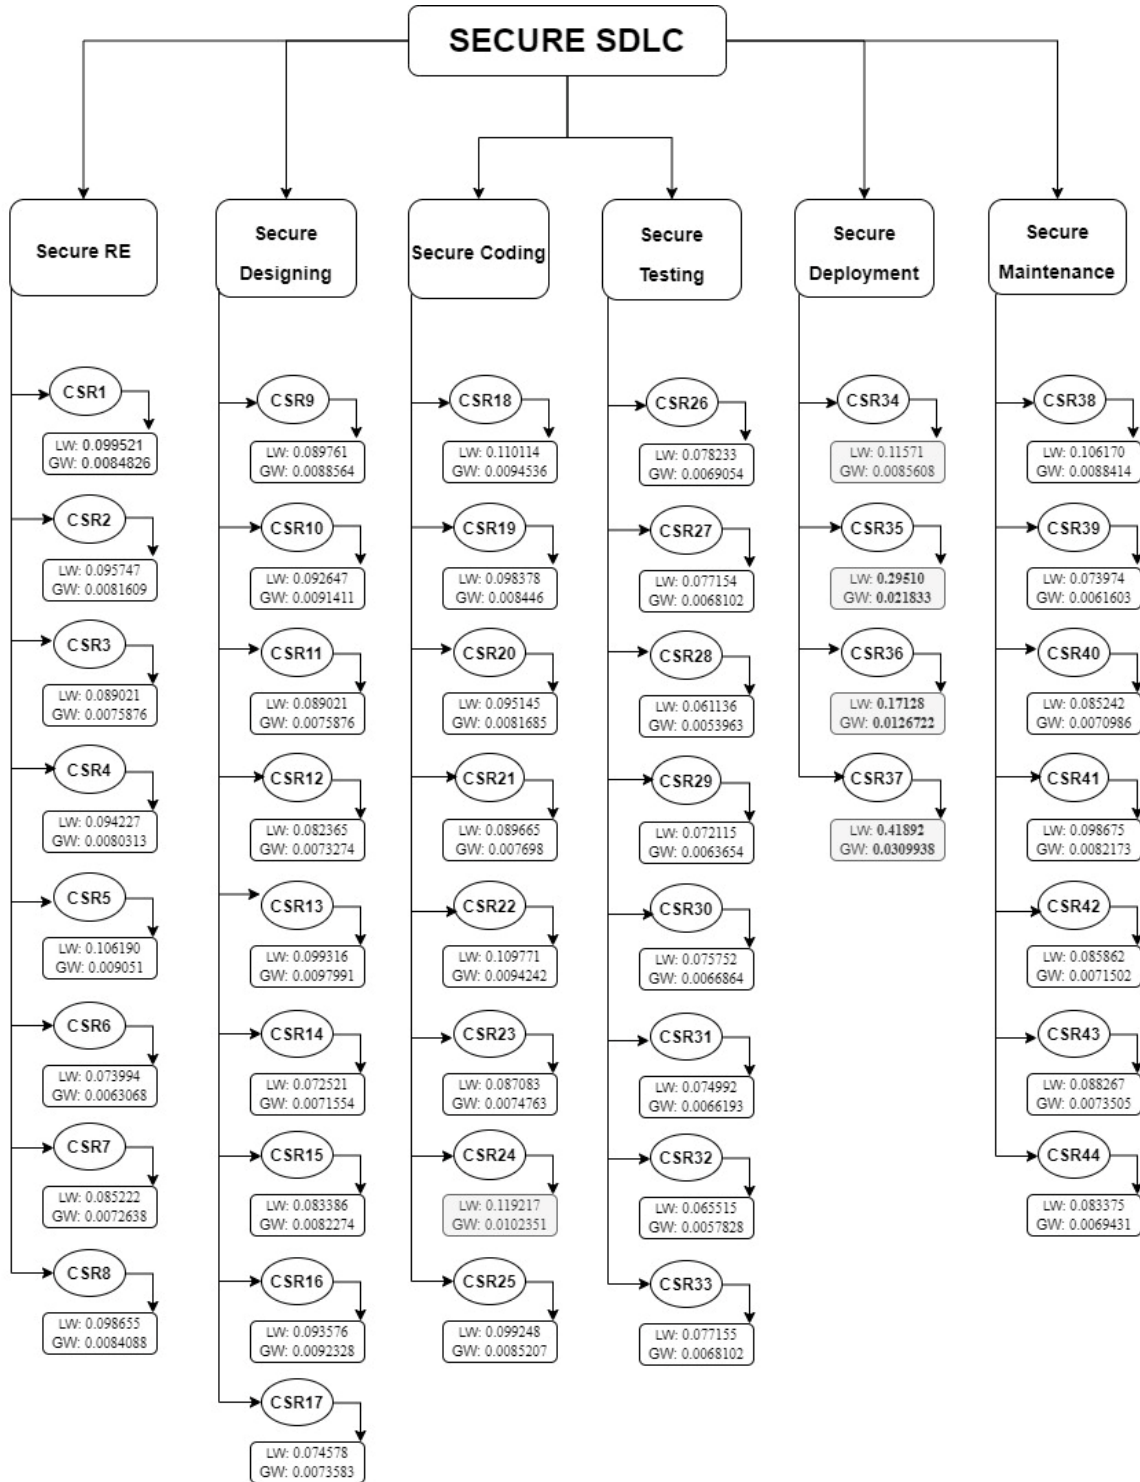 SECURE SDLC
Secure RE
CSR1
LW: 0.099521
GW: 0.0084826
CSR2
LW: 0.095747
GW: 0.0081609
CSR3
LW: 0.089021
GW: 0.0075876
CSR4
LW: 0.094227
GW: 0.0080313
CSR5
LW: 0.106190
GW: 0.009051
CSR6
LW: 0.073994
GW: 0.0063068
CSR7
LW: 0.085222
GW: 0.0072638
CSR8
LW: 0.098655
GW: 0.0084088
Secure
Designing
CSR9
LW: 0.089761
GW: 0.0088564
CSR10
LW: 0.092647
GW: 0.0091411
CSR11
LW: 0.089021
GW: 0.0075876
CSR12
LW: 0.082365
GW: 0.0073274
CSR13
LW: 0.099316
GW: 0.0097991
CSR14
LW: 0.072521
GW: 0.0071554
CSR15
LW: 0.083386
GW: 0.0082274
CSR16
LW: 0.093576
GW: 0.0092328
CSR17
LW: 0.074578
GW: 0.0073583
Secure Coding
CSR18
LW: 0.110114
GW: 0.0094536
CSR19
LW: 0.098378
GW: 0.008446
CSR20
LW: 0.095145
GW: 0.0081685
CSR21
LW: 0.089665
GW: 0.007698
CSR22
LW: 0.109771
GW: 0.0094242
CSR23
LW: 0.087083
GW: 0.0074763
CSR24
LW: 0.119217
GW: 0.0102351
CSR25
LW: 0.099248
GW: 0.0085207
Secure
Testing
CSR26
LW: 0.078233
GW: 0.0069054
CSR27
LW: 0.077154
GW: 0.0068102
CSR28
LW: 0.061136
GW: 0.0053963
CSR29
LW: 0.072115
GW: 0.0063654
CSR30
LW: 0.075752
GW: 0.0066864
CSR31
LW: 0.074992
GW: 0.0066193
CSR32
LW: 0.065515
GW: 0.0057828
CSR33
LW: 0.077155
GW: 0.0068102
Secure
Deployment
CSR34
LW: 0.11571
GW: 0.0085608
CSR35
LW: 0.29510
GW: 0.021833
CSR36
LW: 0.17128
GW: 0.0126722
CSR37
LW: 0.41892
GW: 0.0309938
Secure
Maintenance
CSR38
LW: 0.106170
GW: 0.0088414
CSR39
LW: 0.073974
GW: 0.0061603
CSR40
LW: 0.085242
GW: 0.0070986
CSR41
LW: 0.098675
GW: 0.0082173
CSR42
LW: 0.085862
GW: 0.0071502
CSR43
LW: 0.088267
GW: 0.0073505
CSR44
LW: 0.083375
GW: 0.0069431